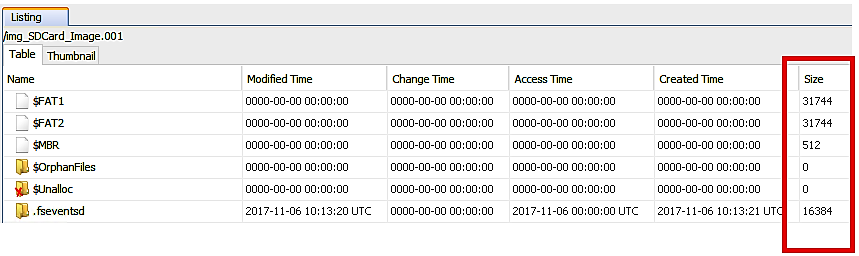 Listing
/img_SDCard_Image.001
Table Thumbnail
Name Modified Time Change Time Access Time Created Time Size
$FAT1 0000-00-00 00:00:00 0000-00-00 00:00:00 0000-00-00 00:00:00 0000-00-00 00:00:00 31744
$FAT2 0000-00-00 00:00:00 0000-00-00 00:00:00 0000-00-00 00:00:00 0000-00-00 00:00:00 31744
$MBR 0000-00-00 00:00:00 0000-00-00 00:00:00 0000-00-00 00:00:00 0000-00-00 00:00:00 512
$OrphanFiles 0000-00-00 00:00:00 0000-00-00 00:00:00 0000-00-00 00:00:00 0000-00-00 00:00:00 0
$Unalloc 0000-00-00 00:00:00 0000-00-00 00:00:00 0000-00-00 00:00:00 0000-00-00 00:00:00 0
.fseventsd 2017-11-06 10:13:20 UTC 0000-00-00 00:00:00 2017-11-06 00:00:00 UTC 2017-11-06 10:13:21 UTC 16384